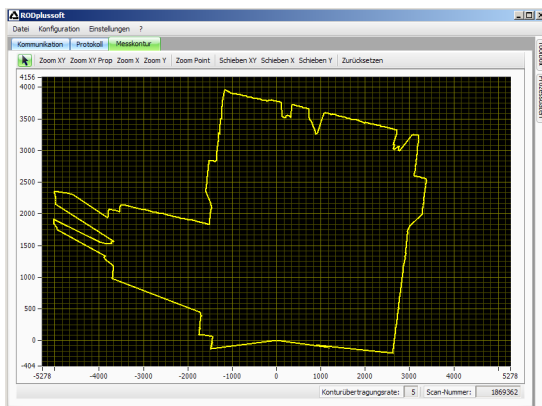 RODplussoft
Datei Konfiguration Einstellungen ?
Kommunikation Protokoll Messkontur
Zoom XY Zoom XY Prop Zoom X Zoom Y Zoom Point Schieben XY Schieben X Schieben Y Zurücksetzen
4156
4000
3500
3000
2500
2000
1500
1000
500
0
-404
-5278 -4000 -3000 -2000 -1000 0 1000 2000 3000 4000 5278
Konturübertragungsrate: 5 Scan-Nummer: 1869362